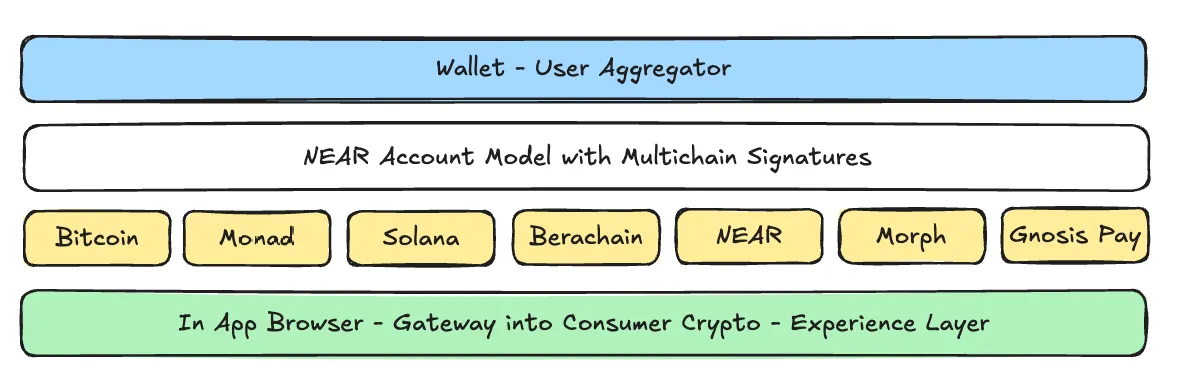 Wallet - User Aggregator
NEAR Account Model with Multichain Signatures
Bitcoin
Monad
Solana
Berachain
NEAR
Morph
Gnosis Pay
In App Browser - Gateway into Consumer Crypto - Experience Layer